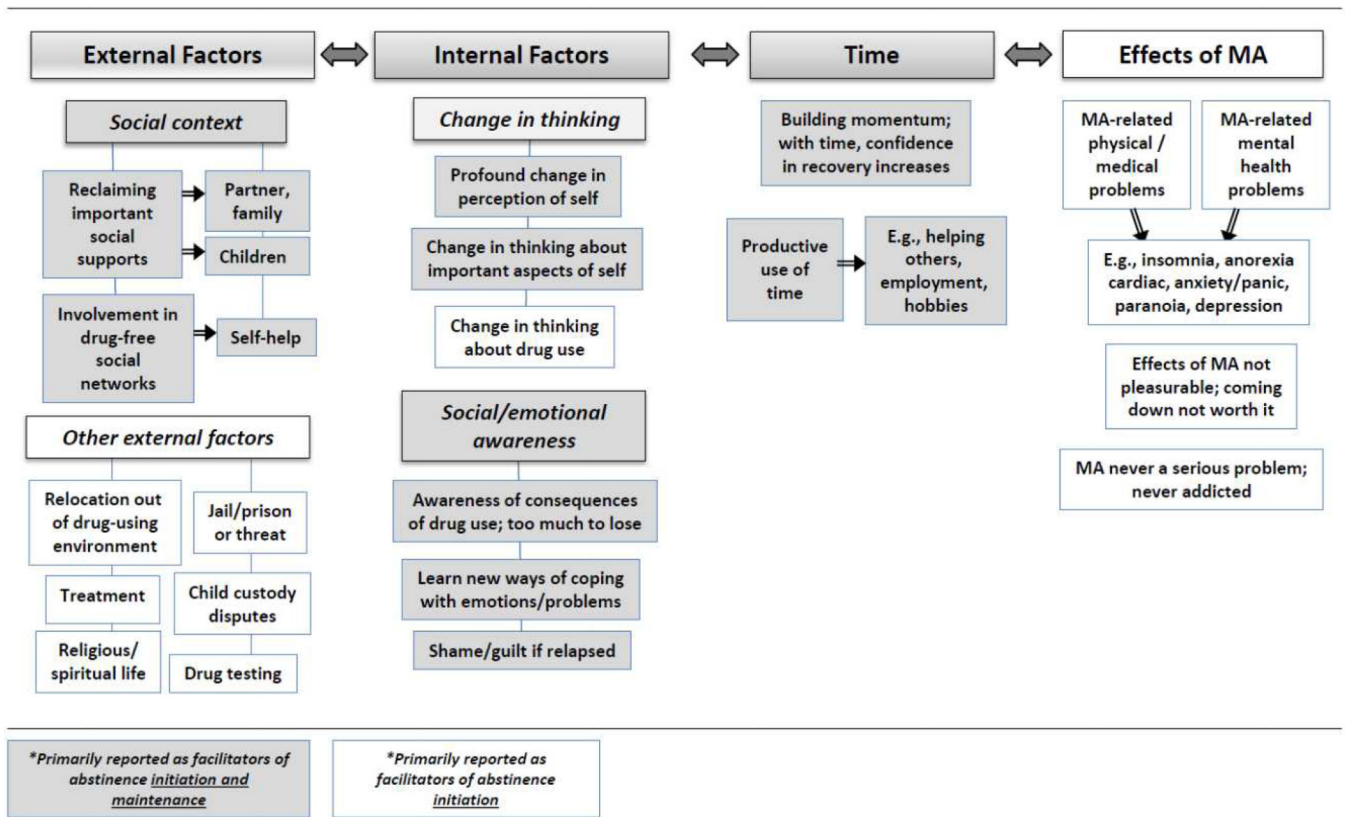 External Factors
Internal Factors
Time
Effects of MA
Social context
Reclaiming
important
social
supports
Partner,
family
Children
Involvement in
drug-free
social
networks
Self-help
Other external factors
Relocation out
of drug-using
environment
Treatment
Religious/
spiritual life
Jail/prison
or threat
Child custody
disputes
Drug testing
Change in thinking
Profound change in
perception of self
Change in thinking about
important aspects of self
Change in thinking
about drug use
Social/emotional
awareness
Awareness of consequences
of drug use; too much to lose
Learn new ways of coping
with emotions/problems
Shame/guilt if relapsed
Building momentum;
with time, confidence
in recovery increases
Productive
use of
time
E.g., helping
others,
employment,
hobbies
MA-related
physical /
medical
problems
MA-related
mental
health
problems
E.g., insomnia, anorexia
cardiac, anxiety/panic,
paranoia, depression
Effects of MA not
pleasurable; coming
down not worth it
MA never a serious problem;
never addicted
*Primarily reported as facilitators of
abstinence initiation and
maintenance
*Primarily reported as
facilitators of abstinence
initiation